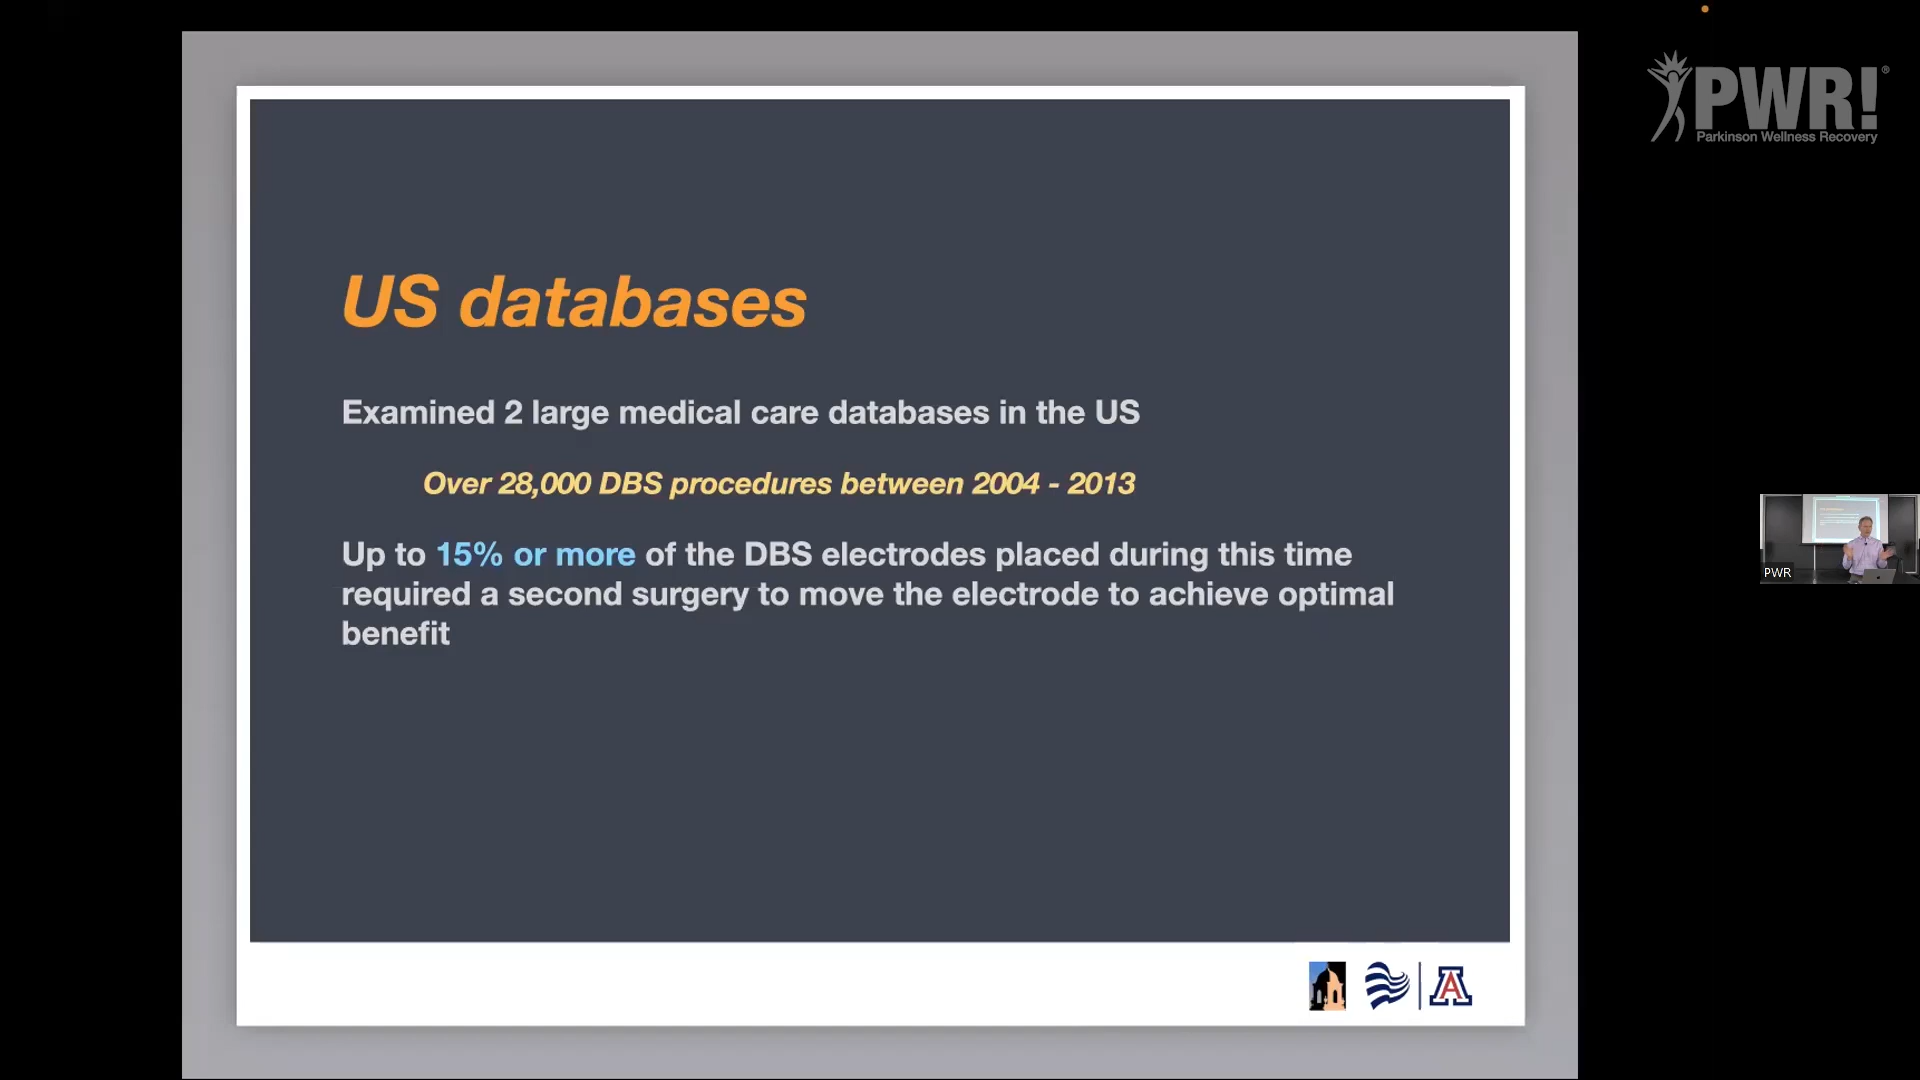 PWR!®
Parkinson Wellness Recovery
US databases
Examined 2 large medical care databases in the US
Over 28,000 DBS procedures between 2004 - 2013
Up to 15% or more of the DBS electrodes placed during this time
required a second surgery to move the electrode to achieve optimal
benefit
PWR
A